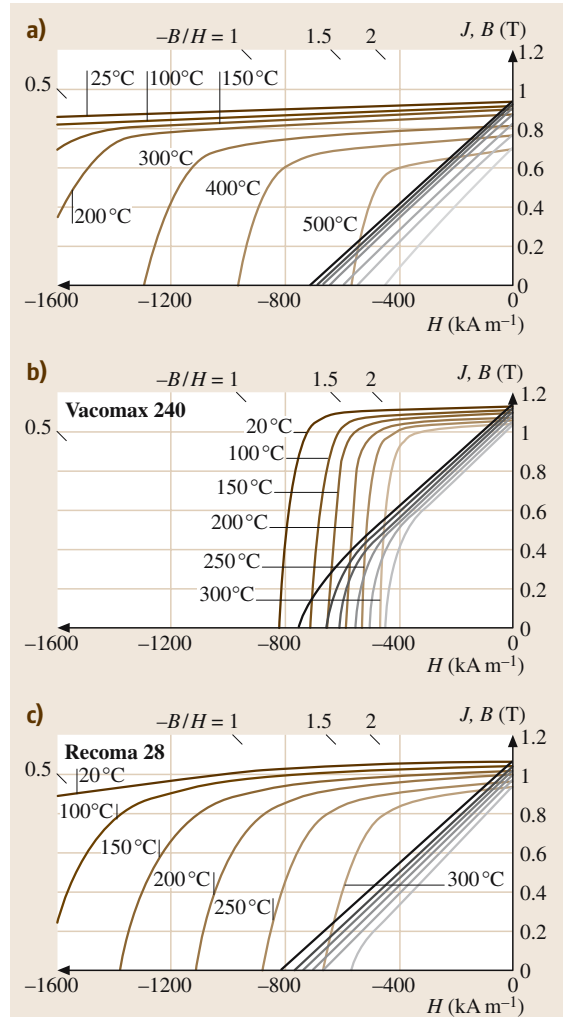 a)
−B/H = 1 1.5 2 J, B (T)
1.2
0.5 25°C 100°C 150°C 1
0.8
300°C
400°C 0.6
200°C 500°C 0.4
0.2
0
−1600 −1200 −800 −400 0
H (kA m⁻¹)
b)
−B/H = 1 1.5 2 J, B (T)
1.2
Vacomax 240
0.5 20°C 1
100°C 0.8
150°C 0.6
200°C 0.4
250°C
300°C 0.2
0
−1600 −1200 −800 −400 0
H (kA m⁻¹)
c)
−B/H = 1 1.5 2 J, B (T)
1.2
Recoma 28
0.5 20°C 1
100°C 0.8
150°C 0.6
200°C 300°C 0.4
250°C
0.2
0
−1600 −1200 −800 −400 0
H (kA m⁻¹)